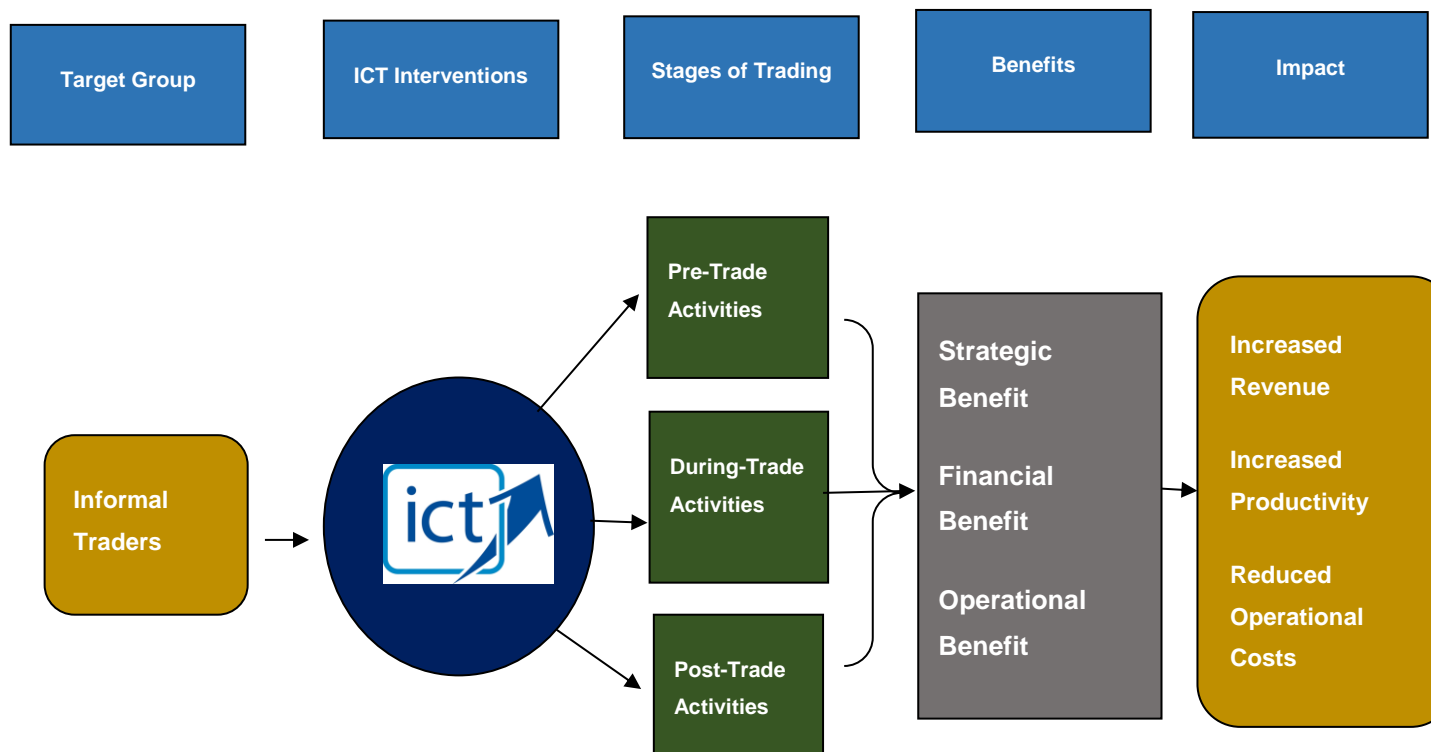 Target Group
ICT Interventions
Stages of Trading
Benefits
Impact
Informal
Traders
ict
Pre-Trade
Activities
During-Trade
Activities
Post-Trade
Activities
Strategic
Benefit
Financial
Benefit
Operational
Benefit
Increased
Revenue
Increased
Productivity
Reduced
Operational
Costs